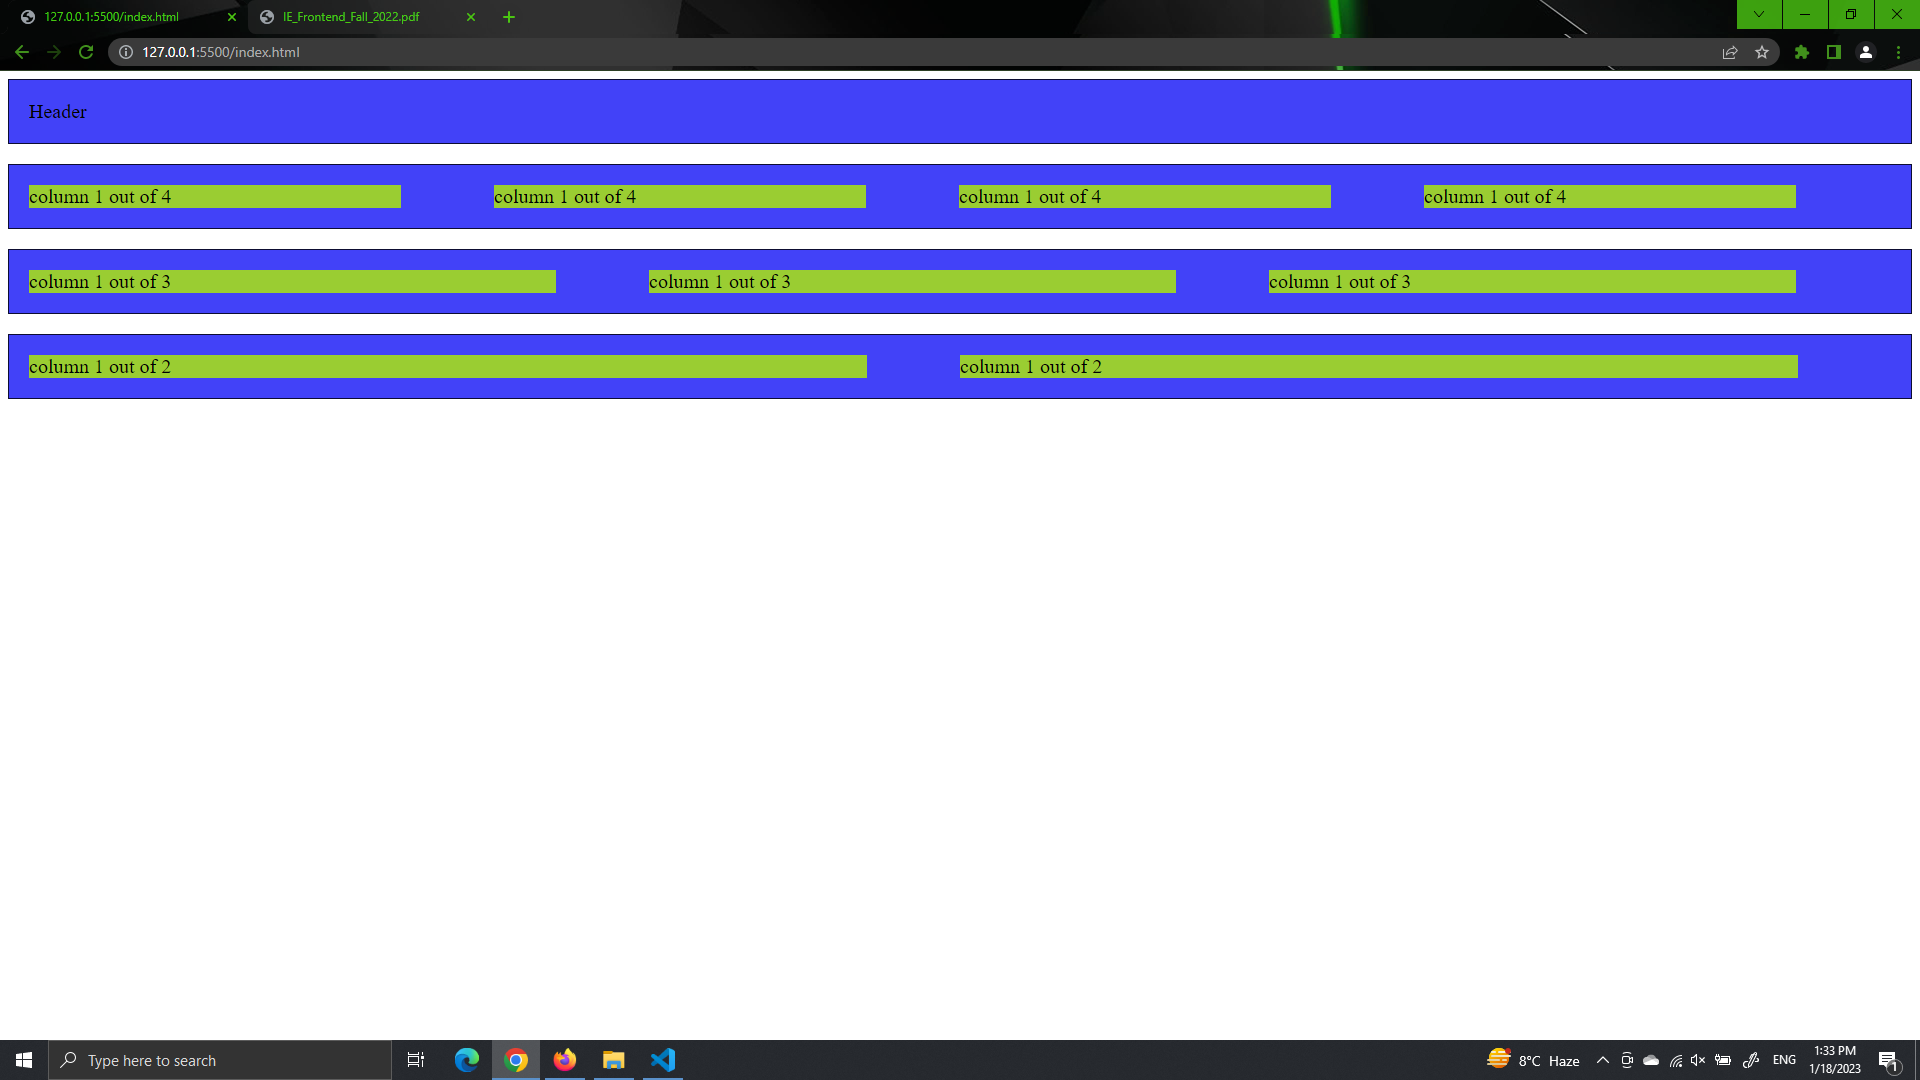 127.0.0.1:5500/index.html
IE_Frontend_Fall_2022.pdf
127.0.0.1:5500/index.html
Header
column 1 out of 4 column 1 out of 4 column 1 out of 4 column 1 out of 4
column 1 out of 3 column 1 out of 3 column 1 out of 3
column 1 out of 2 column 1 out of 2
Type here to search
8°C Haze
ENG
1:33 PM
1/18/2023
1